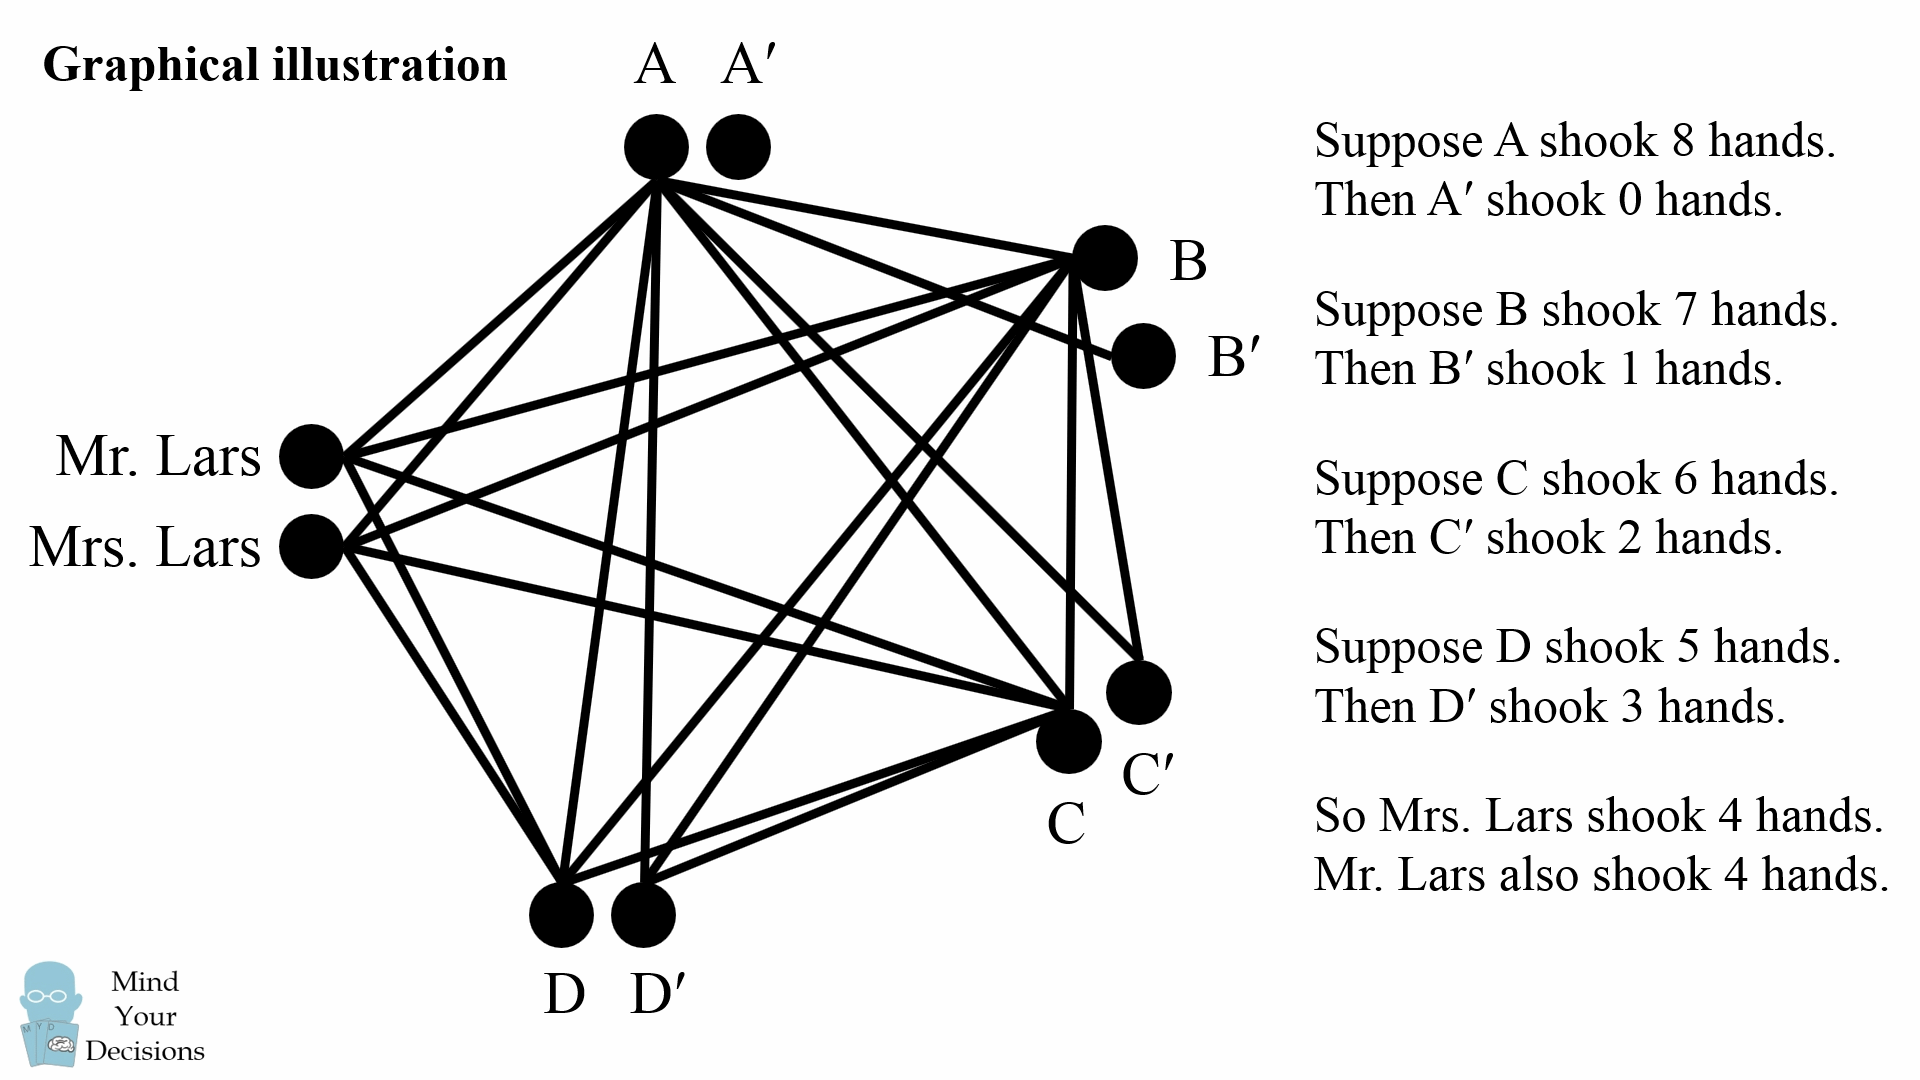 Graphical illustration
A A′
B
B′
Mr. Lars
Mrs. Lars
C′
C
D D′
Suppose A shook 8 hands.
Then A′ shook 0 hands.
Suppose B shook 7 hands.
Then B′ shook 1 hands.
Suppose C shook 6 hands.
Then C′ shook 2 hands.
Suppose D shook 5 hands.
Then D′ shook 3 hands.
So Mrs. Lars shook 4 hands.
Mr. Lars also shook 4 hands.
M Y D
Mind
Your
Decisions